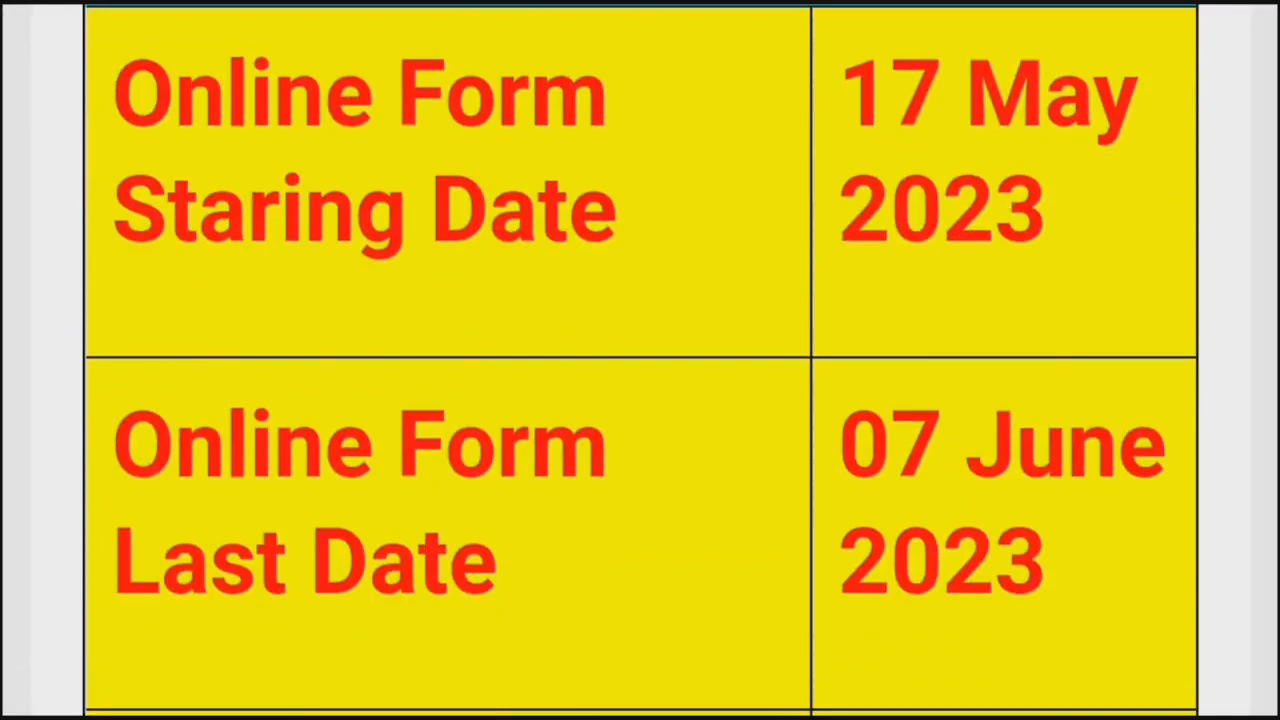 Online Form
Staring Date
17 May
2023
Online Form
Last Date
07 June
2023